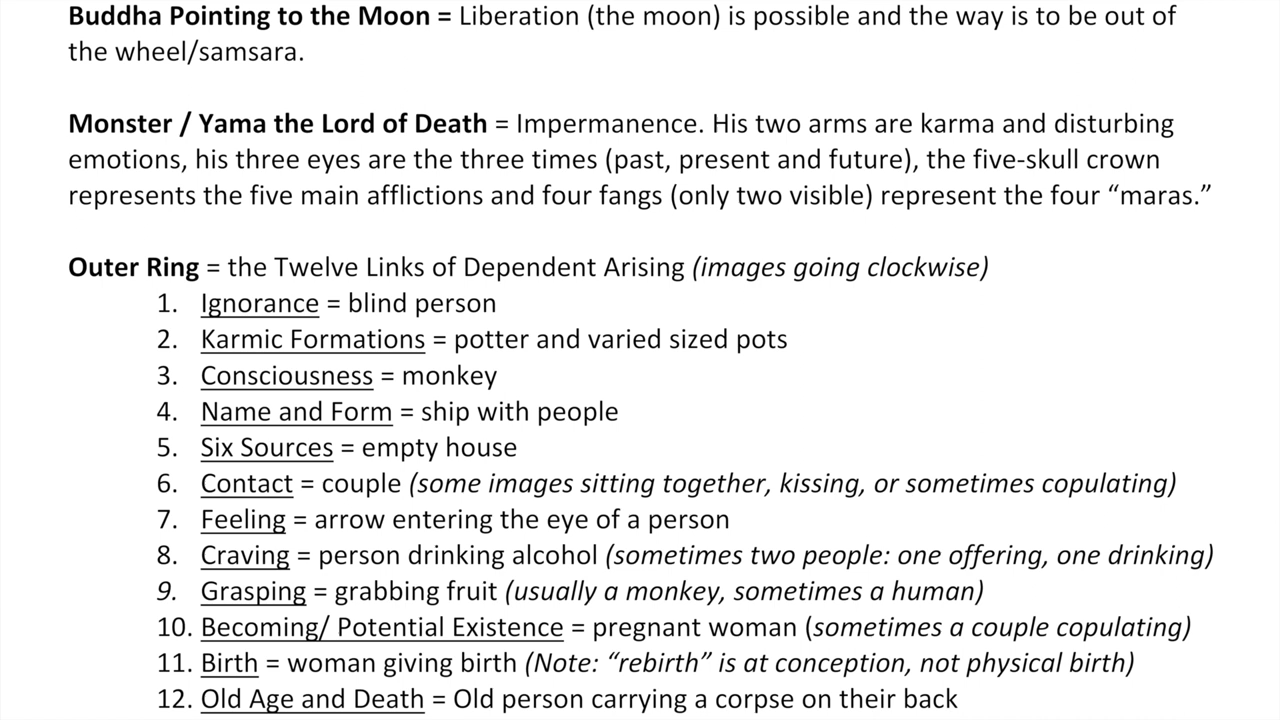 Buddha Pointing to the Moon = Liberation (the moon) is possible and the way is to be out of
the wheel/samsara.
Monster / Yama the Lord of Death = Impermanence. His two arms are karma and disturbing
emotions, his three eyes are the three times (past, present and future), the five-skull crown
represents the five main afflictions and four fangs (only two visible) represent the four “maras.”
Outer Ring = the Twelve Links of Dependent Arising (images going clockwise)
1. Ignorance = blind person
2. Karmic Formations = potter and varied sized pots
3. Consciousness = monkey
4. Name and Form = ship with people
5. Six Sources = empty house
6. Contact = couple (some images sitting together, kissing, or sometimes copulating)
7. Feeling = arrow entering the eye of a person
8. Craving = person drinking alcohol (sometimes two people: one offering, one drinking)
9. Grasping = grabbing fruit (usually a monkey, sometimes a human)
10. Becoming/ Potential Existence = pregnant woman (sometimes a couple copulating)
11. Birth = woman giving birth (Note: “rebirth” is at conception, not physical birth)
12. Old Age and Death = Old person carrying a corpse on their back